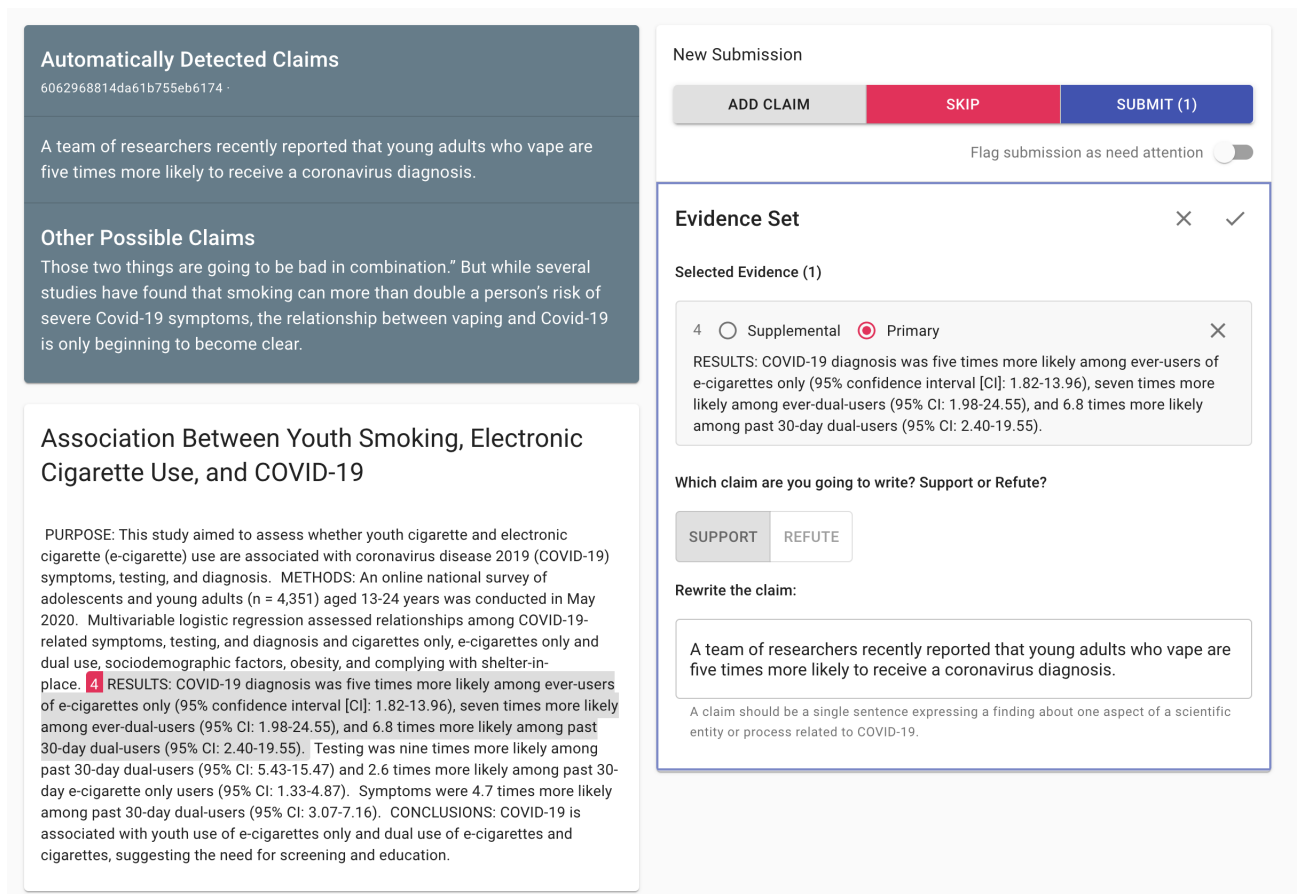 Automatically Detected Claims
6062968814da61b755eb6174 ·
A team of researchers recently reported that young adults who vape are
five times more likely to receive a coronavirus diagnosis.
Other Possible Claims
Those two things are going to be bad in combination.” But while several
studies have found that smoking can more than double a person’s risk of
severe Covid-19 symptoms, the relationship between vaping and Covid-19
is only beginning to become clear.
Association Between Youth Smoking, Electronic
Cigarette Use, and COVID-19
PURPOSE: This study aimed to assess whether youth cigarette and electronic
cigarette (e-cigarette) use are associated with coronavirus disease 2019 (COVID-19)
symptoms, testing, and diagnosis. METHODS: An online national survey of
adolescents and young adults (n = 4,351) aged 13-24 years was conducted in May
2020. Multivariable logistic regression assessed relationships among COVID-19-
related symptoms, testing, and diagnosis and cigarettes only, e-cigarettes only and
dual use, sociodemographic factors, obesity, and complying with shelter-in-
place. 4 RESULTS: COVID-19 diagnosis was five times more likely among ever-users
of e-cigarettes only (95% confidence interval [CI]: 1.82-13.96), seven times more likely
among ever-dual-users (95% CI: 1.98-24.55), and 6.8 times more likely among past
30-day dual-users (95% CI: 2.40-19.55). Testing was nine times more likely among
past 30-day dual-users (95% CI: 5.43-15.47) and 2.6 times more likely among past 30-
day e-cigarette only users (95% CI: 1.33-4.87). Symptoms were 4.7 times more likely
among past 30-day dual-users (95% CI: 3.07-7.16). CONCLUSIONS: COVID-19 is
associated with youth use of e-cigarettes only and dual use of e-cigarettes and
cigarettes, suggesting the need for screening and education.
New Submission
ADD CLAIM SKIP SUBMIT (1)
Flag submission as need attention
Evidence Set
Selected Evidence (1)
4 Supplemental Primary
RESULTS: COVID-19 diagnosis was five times more likely among ever-users of
e-cigarettes only (95% confidence interval [CI]: 1.82-13.96), seven times more
likely among ever-dual-users (95% CI: 1.98-24.55), and 6.8 times more likely
among past 30-day dual-users (95% CI: 2.40-19.55).
Which claim are you going to write? Support or Refute?
SUPPORT REFUTE
Rewrite the claim:
A team of researchers recently reported that young adults who vape are
five times more likely to receive a coronavirus diagnosis.
A claim should be a single sentence expressing a finding about one aspect of a scientific
entity or process related to COVID-19.